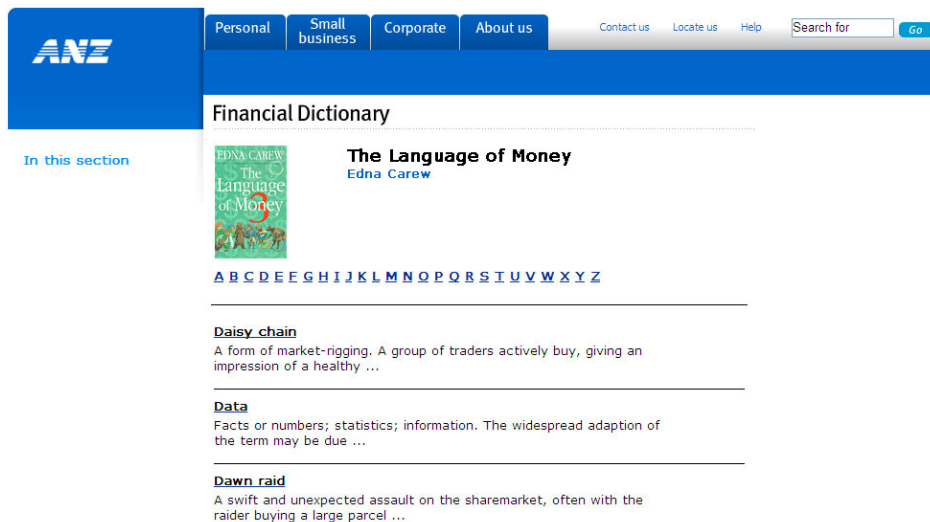 ANZ
Personal
Small
business
Corporate
About us
Contact us
Locate us
Help
Search for
Go
Financial Dictionary
In this section
EDNA CAREW
The
Language
of Money
3
The Language of Money
Edna Carew
A B C D E F G H I J K L M N O P Q R S T U V W X Y Z
Daisy chain
A form of market-rigging. A group of traders actively buy, giving an
impression of a healthy ...
Data
Facts or numbers; statistics; information. The widespread adaption of
the term may be due ...
Dawn raid
A swift and unexpected assault on the sharemarket, often with the
raider buying a large parcel ...